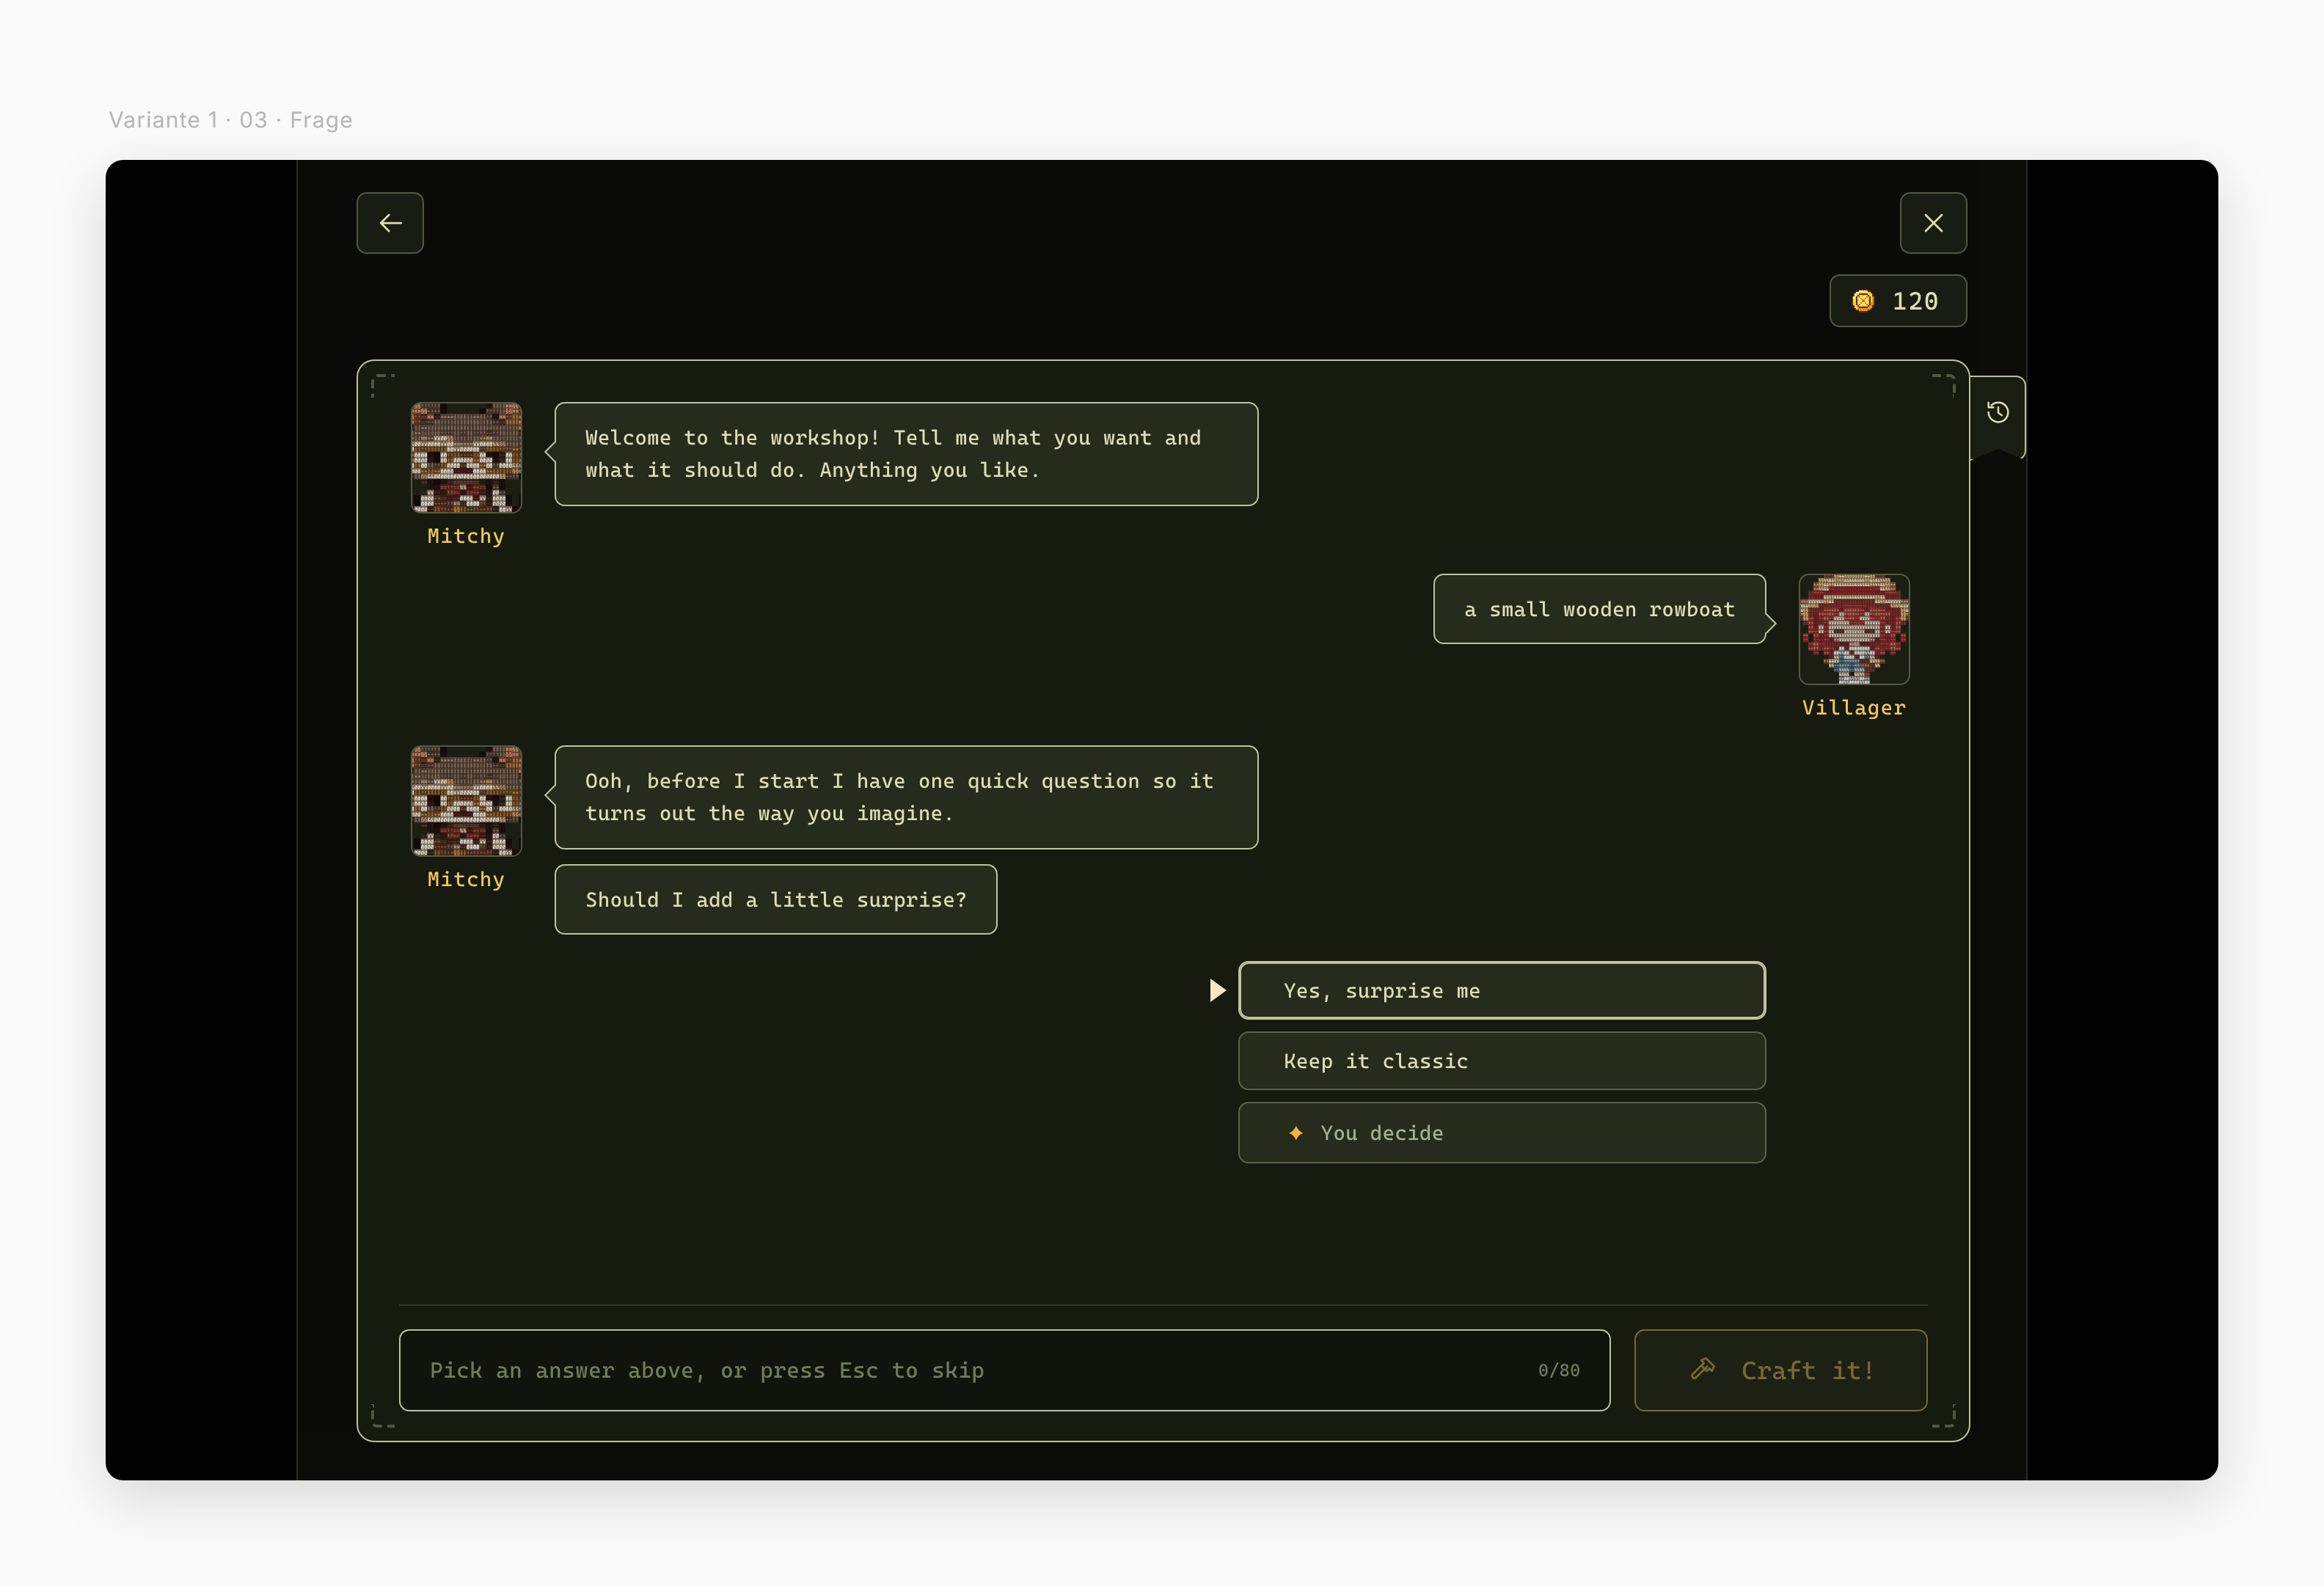 Variante 1 · 03 · Frage
120
Welcome to the workshop! Tell me what you want and
what it should do. Anything you like.
Mitchy
a small wooden rowboat
Villager
Ooh, before I start I have one quick question so it
turns out the way you imagine.
Mitchy
Should I add a little surprise?
Yes, surprise me
Keep it classic
You decide
Pick an answer above, or press Esc to skip
0/80
Craft it!